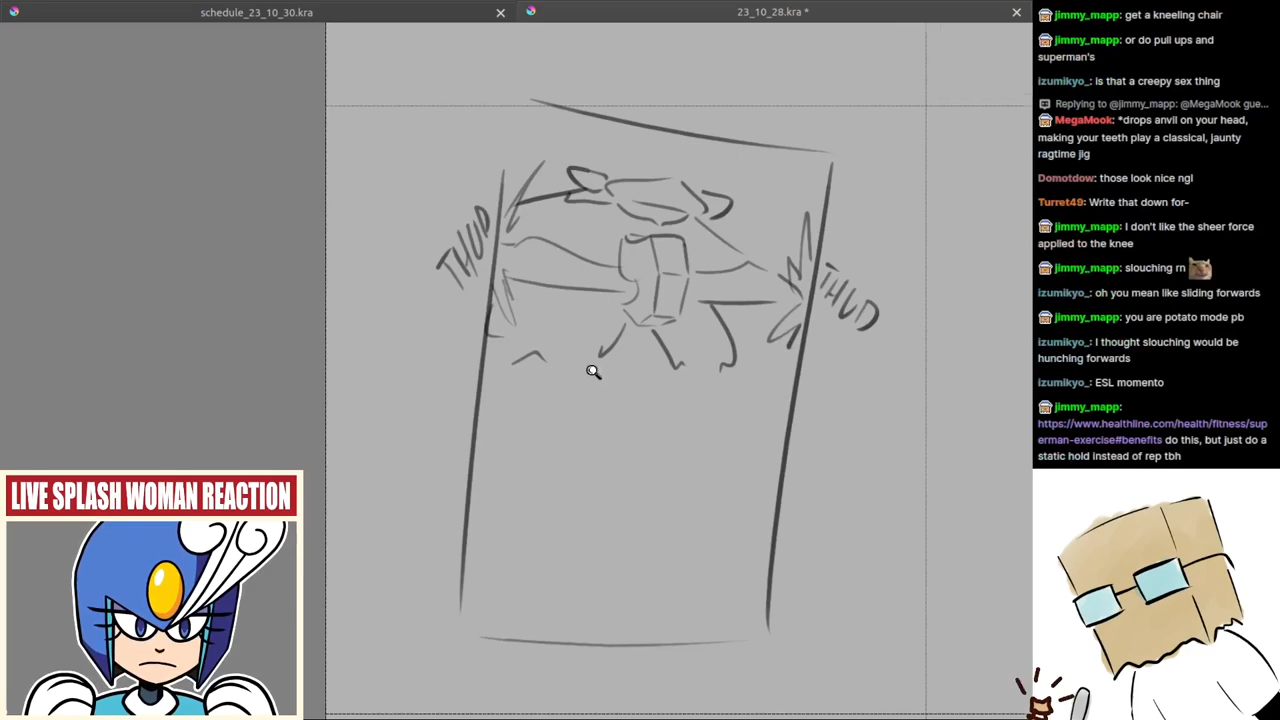 schedule_23_10_30.kra
23_10_28.kra *
jimmy_mapp: get a kneeling chair
jimmy_mapp: or do pull ups and
superman's
izumikyo_: is that a creepy sex thing
Replying to @jimmy_mapp: @MegaMook gue...
MegaMook: *drops anvil on your head,
making your teeth play a classical, jaunty
ragtime jig
Domotdow: those look nice ngl
Turret49: Write that down for-
jimmy_mapp: I don't like the sheer force
applied to the knee
jimmy_mapp: slouching rn
izumikyo_: oh you mean like sliding forwards
jimmy_mapp: you are potato mode pb
izumikyo_: I thought slouching would be
hunching forwards
izumikyo_: ESL momento
jimmy_mapp:
https://www.healthline.com/health/fitness/sup
erman-exercise#benefits do this, but just do a
static hold instead of rep tbh
THUD
THUD
LIVE SPLASH WOMAN REACTION